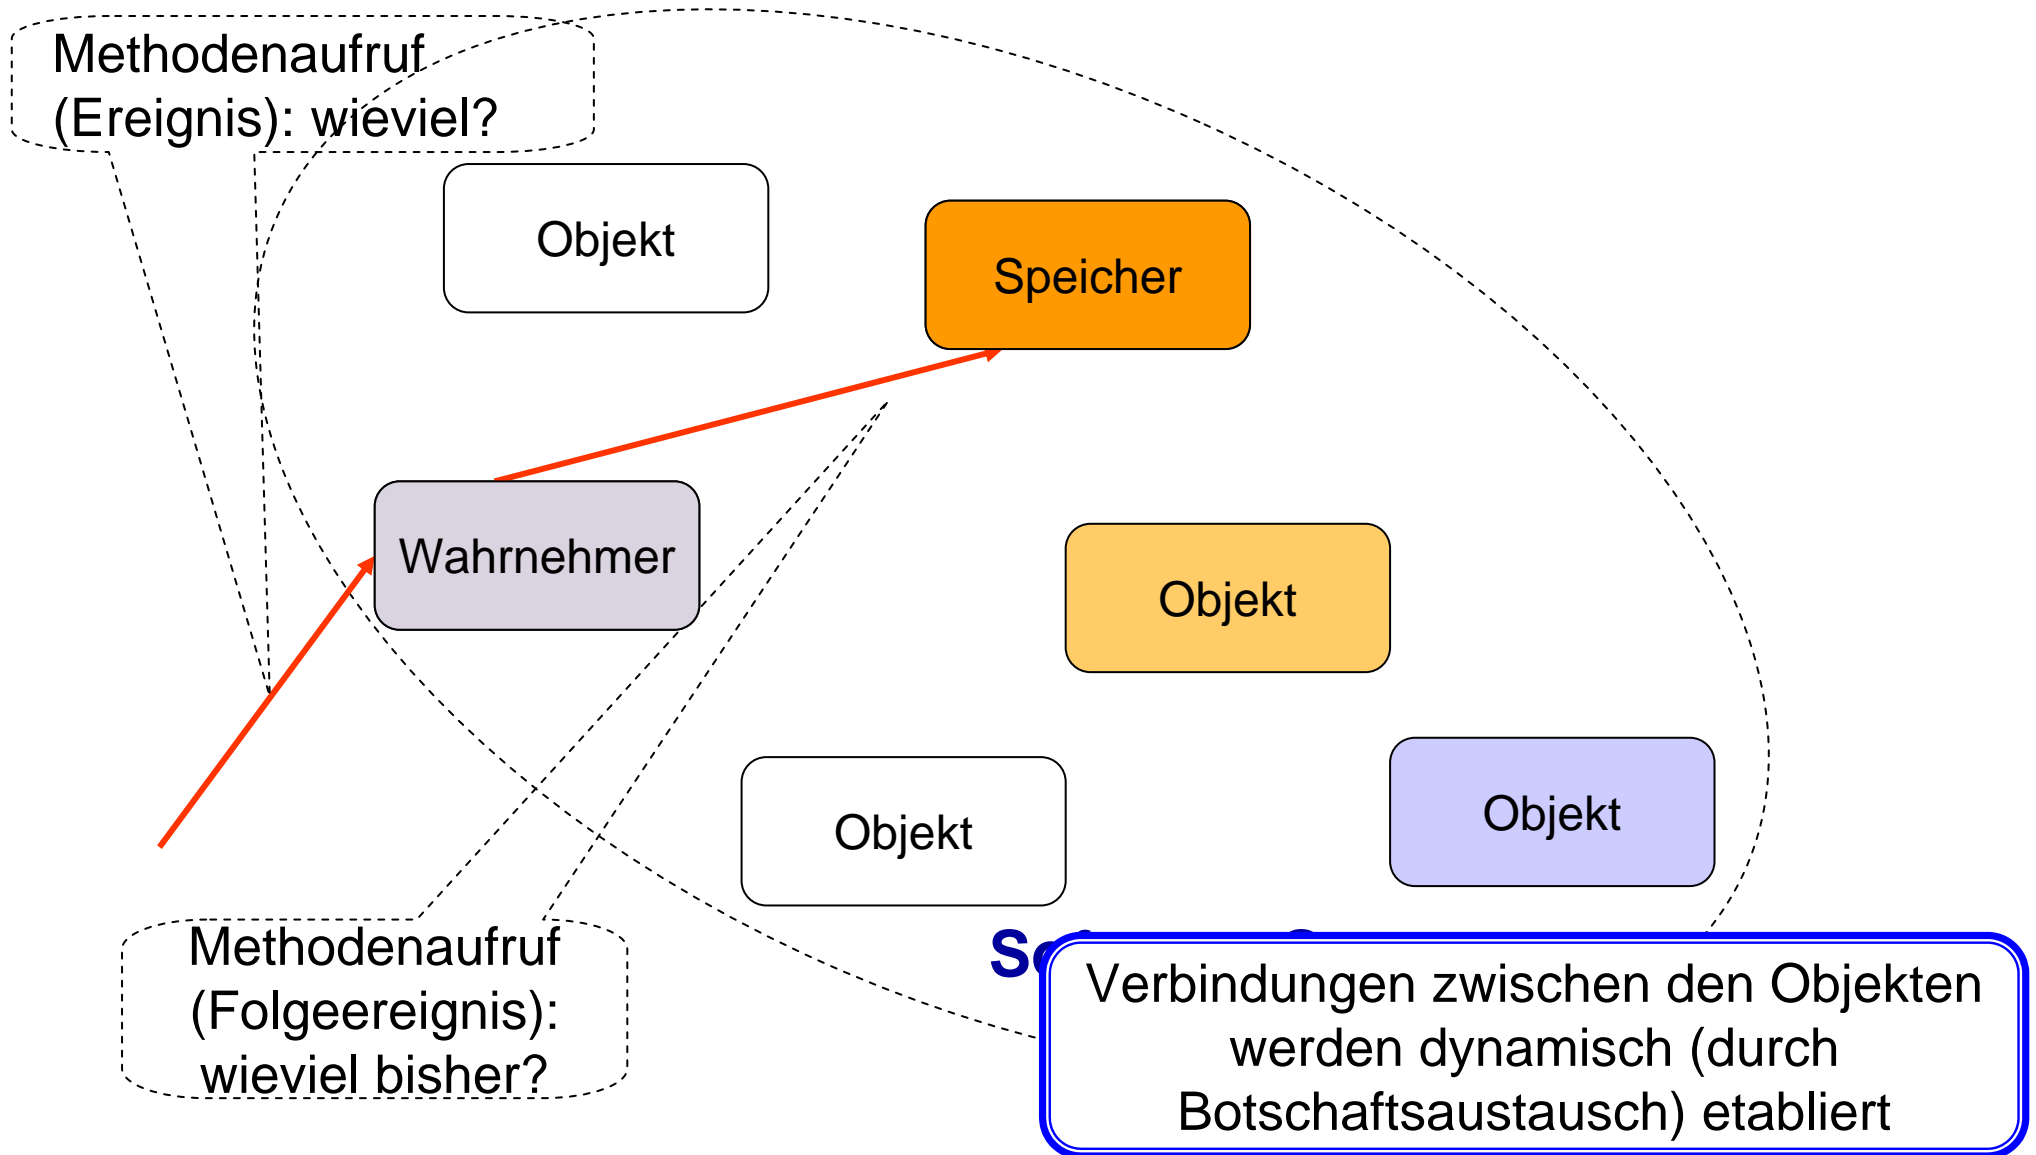 Methodenaufruf
(Ereignis): wieviel?
Objekt
Speicher
Wahrnehmer
Objekt
Objekt
Objekt
Methodenaufruf
(Folgeereignis):
wieviel bisher?
Verbindungen zwischen den Objekten
werden dynamisch (durch
Botschaftsaustausch) etabliert